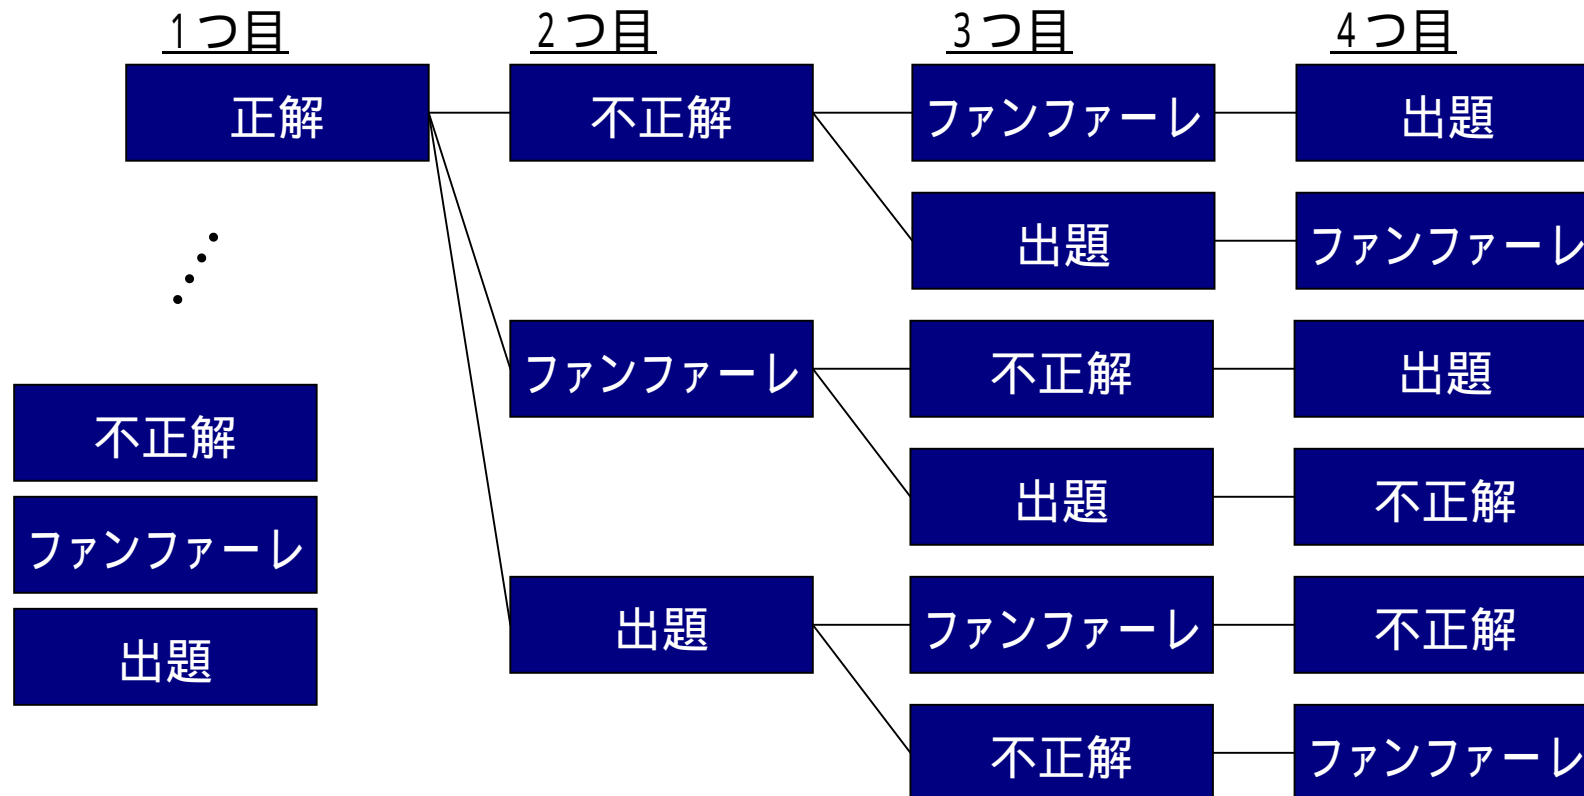 1つ目 2つ目 3つ目 4つ目
正解 不正解 ファンファーレ 出題
出題 ファンファーレ
ファンファーレ 不正解 出題
不正解
出題 不正解
ファンファーレ
出題 ファンファーレ 不正解
出題
不正解 ファンファーレ